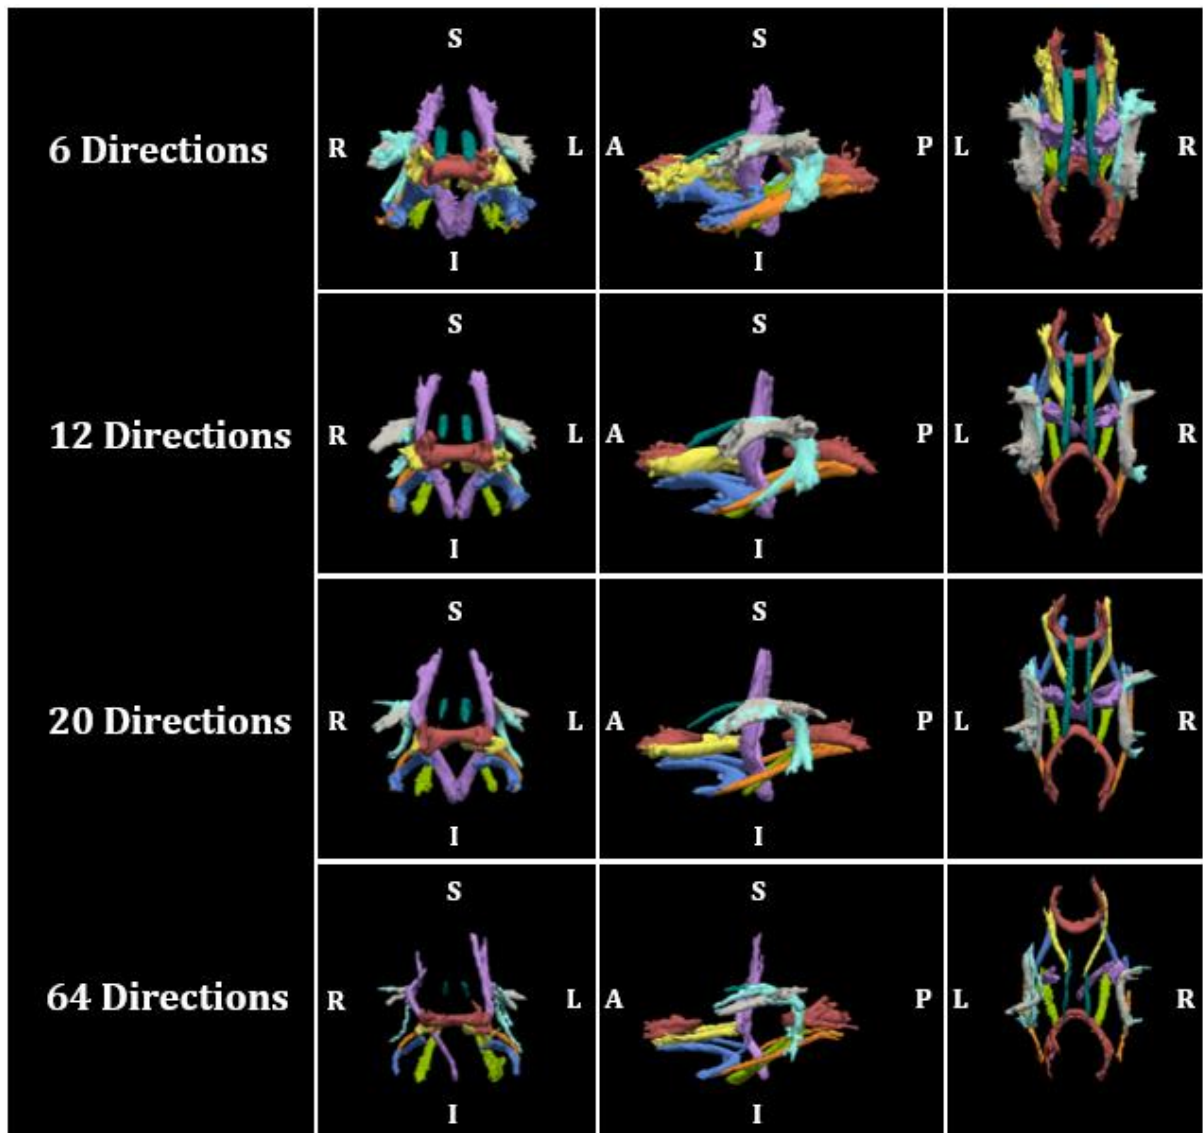 S
6 Directions R L A P L R
I I
S S
12 Directions R L A P L R
I I
S S
20 Directions R L A P L R
I I
S S
64 Directions R L A P L R
I I